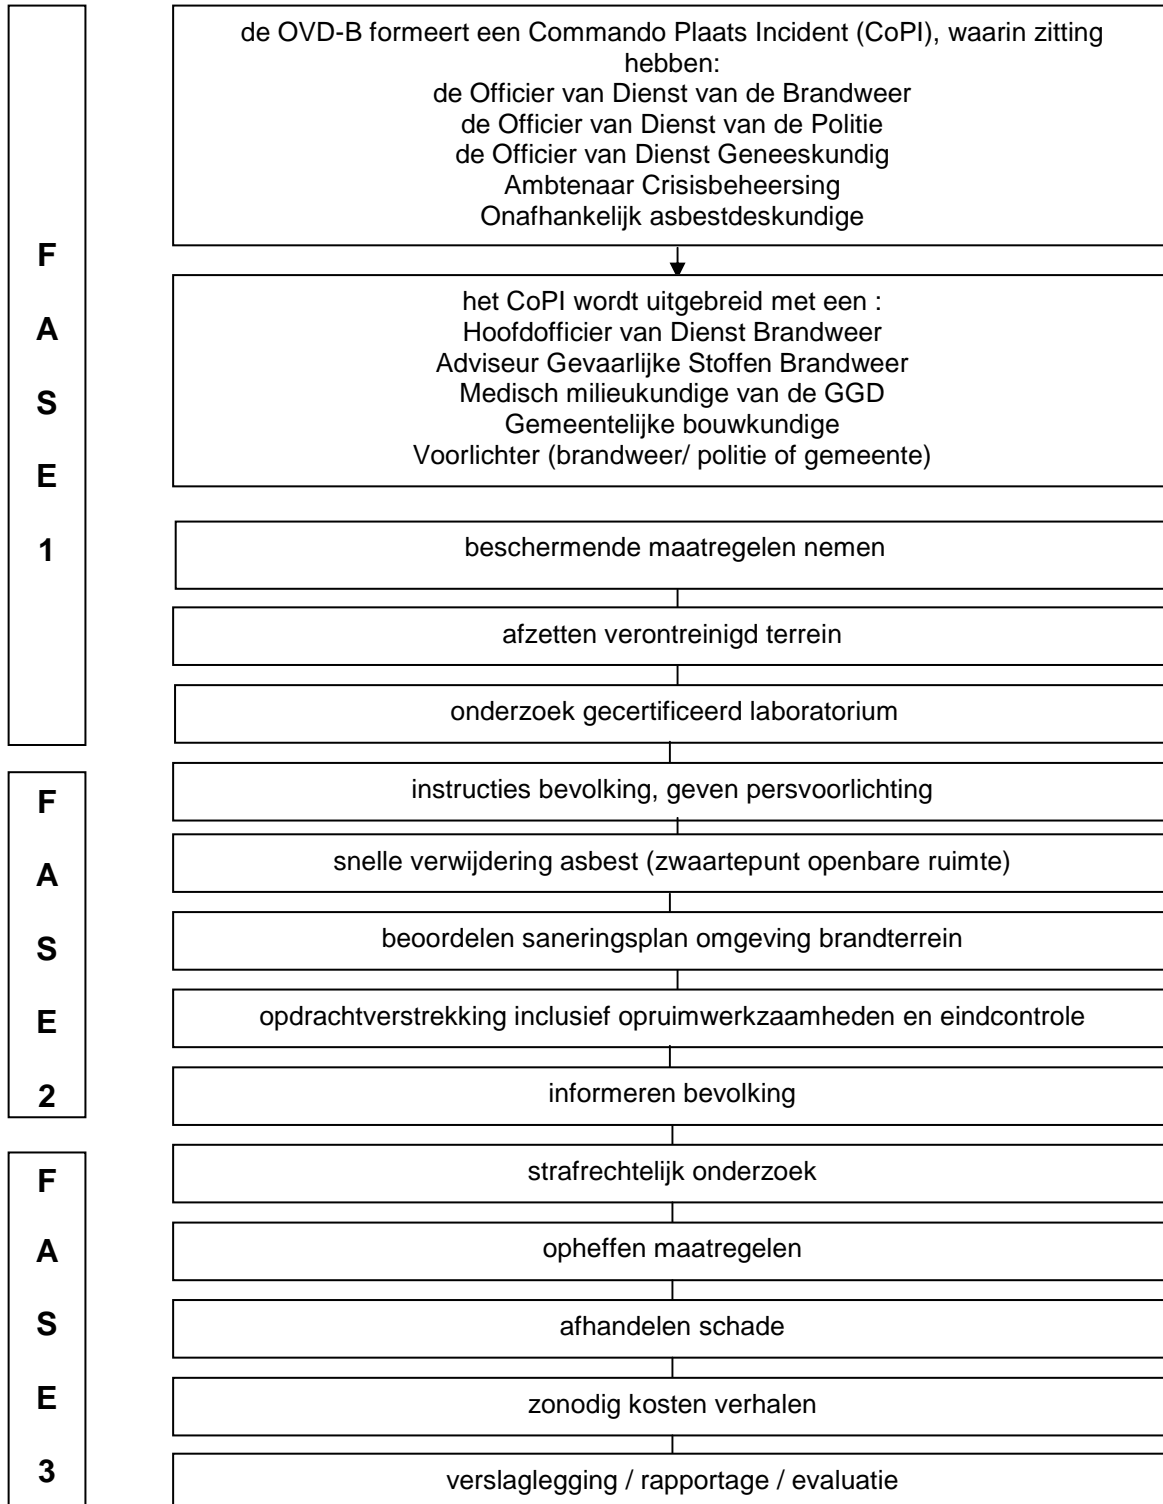 F
A
S
E
1
de OVD-B formeert een Commando Plaats Incident (CoPI), waarin zitting
hebben:
de Officier van Dienst van de Brandweer
de Officier van Dienst van de Politie
de Officier van Dienst Geneeskundig
Ambtenaar Crisisbeheersing
Onafhankelijk asbestdeskundige
het CoPI wordt uitgebreid met een :
Hoofdofficier van Dienst Brandweer
Adviseur Gevaarlijke Stoffen Brandweer
Medisch milieukundige van de GGD
Gemeentelijke bouwkundige
Voorlichter (brandweer/ politie of gemeente)
beschermende maatregelen nemen
afzetten verontreinigd terrein
onderzoek gecertificeerd laboratorium
F
A
S
E
2
instructies bevolking, geven persvoorlichting
snelle verwijdering asbest (zwaartepunt openbare ruimte)
beoordelen saneringsplan omgeving brandterrein
opdrachtverstrekking inclusief opruimwerkzaamheden en eindcontrole
informeren bevolking
F
A
S
E
3
strafrechtelijk onderzoek
opheffen maatregelen
afhandelen schade
zonodig kosten verhalen
verslaglegging / rapportage / evaluatie